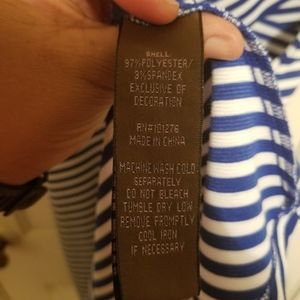 SHELL
97%POLYESTER/
3%SPANDEX
EXCLUSIVE OF
DECORATION
RN#101276
MADE IN CHINA
MACHINE WASH COLD
SEPARATELY
DO NOT BLEACH
TUMBLE DRY LOW
REMOVE PROMPTLY
COOL IRON
IF NECESSARY